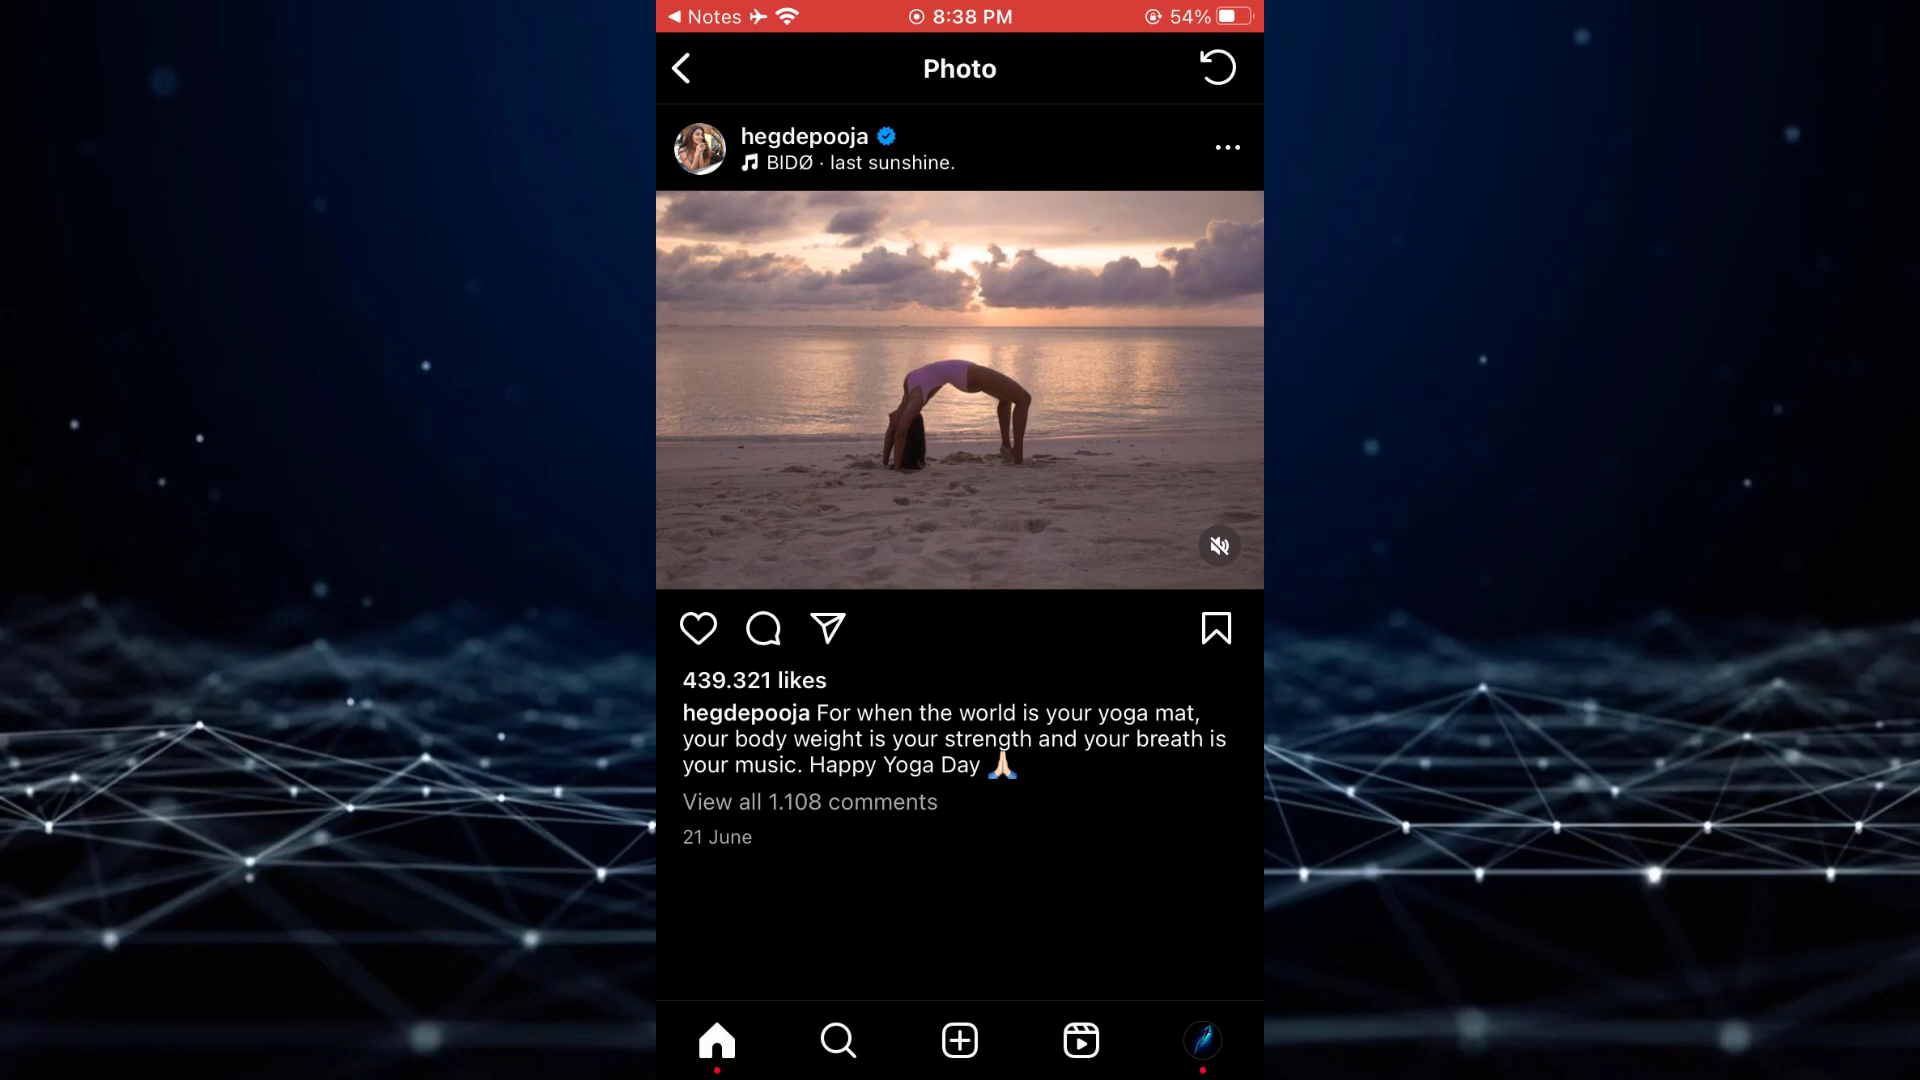 Notes 8:38 PM 54%
Photo
hegdepooja
BIDØ · last sunshine.
439.321 likes
hegdepooja For when the world is your yoga mat,
your body weight is your strength and your breath is
your music. Happy Yoga Day 🙏🏻
View all 1.108 comments
21 June